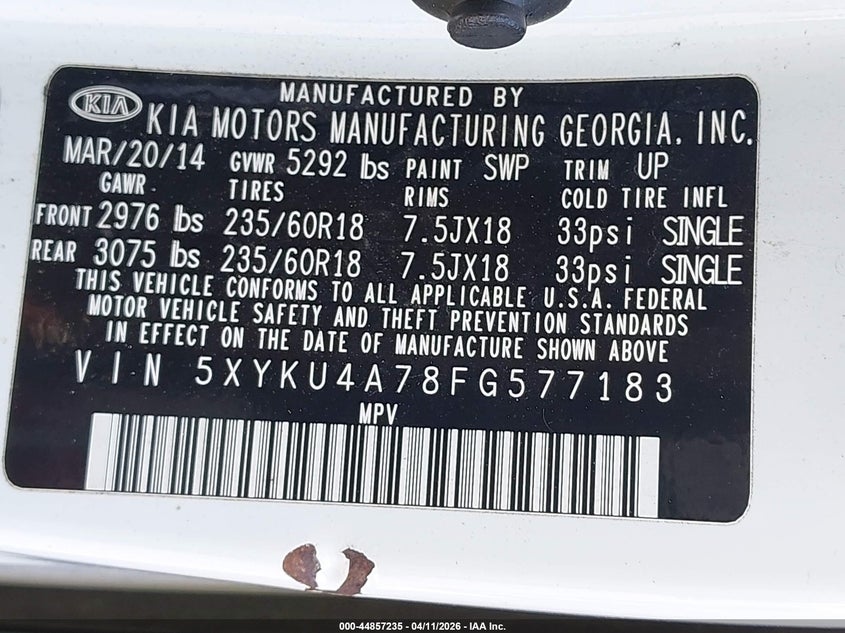 MANUFACTURED BY
KIA KIA MOTORS MANUFACTURING GEORGIA, INC.
MAR/20/14 GVWR 5292 lbs PAINT SWP TRIM UP
GAWR TIRES RIMS COLD TIRE INFL
FRONT 2976 lbs 235/60R18 7.5JX18 33psi SINGLE
REAR 3075 lbs 235/60R18 7.5JX18 33psi SINGLE
THIS VEHICLE CONFORMS TO ALL APPLICABLE U.S.A. FEDERAL
MOTOR VEHICLE SAFETY AND THEFT PREVENTION STANDARDS
IN EFFECT ON THE DATE OF MANUFACTURE SHOWN ABOVE
VIN 5XYKU4A78FG577183
MPV
000-44857235 - 04/11/2026 - IAA Inc.